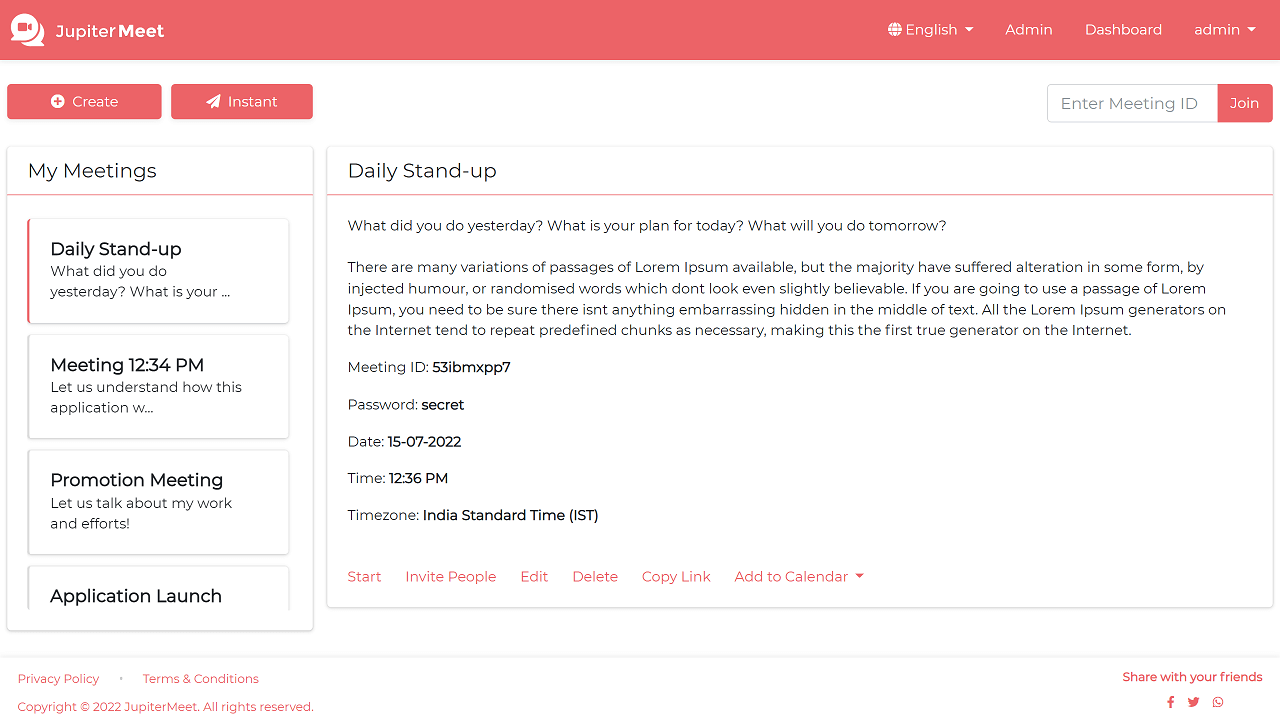 Jupiter Meet
English
Admin
Dashboard
admin
Create
Instant
Enter Meeting ID
Join
My Meetings
Daily Stand-up
What did you do
yesterday? What is your ...
Meeting 12:34 PM
Let us understand how this
application w...
Promotion Meeting
Let us talk about my work
and efforts!
Application Launch
Daily Stand-up
What did you do yesterday? What is your plan for today? What will you do tomorrow?
There are many variations of passages of Lorem Ipsum available, but the majority have suffered alteration in some form, by
injected humour, or randomised words which dont look even slightly believable. If you are going to use a passage of Lorem
Ipsum, you need to be sure there isnt anything embarrassing hidden in the middle of text. All the Lorem Ipsum generators on
the Internet tend to repeat predefined chunks as necessary, making this the first true generator on the Internet.
Meeting ID: 53ibmxpp7
Password: secret
Date: 15-07-2022
Time: 12:36 PM
Timezone: India Standard Time (IST)
Start
Invite People
Edit
Delete
Copy Link
Add to Calendar
Privacy Policy
•
Terms & Conditions
Copyright © 2022 JupiterMeet. All rights reserved.
Share with your friends